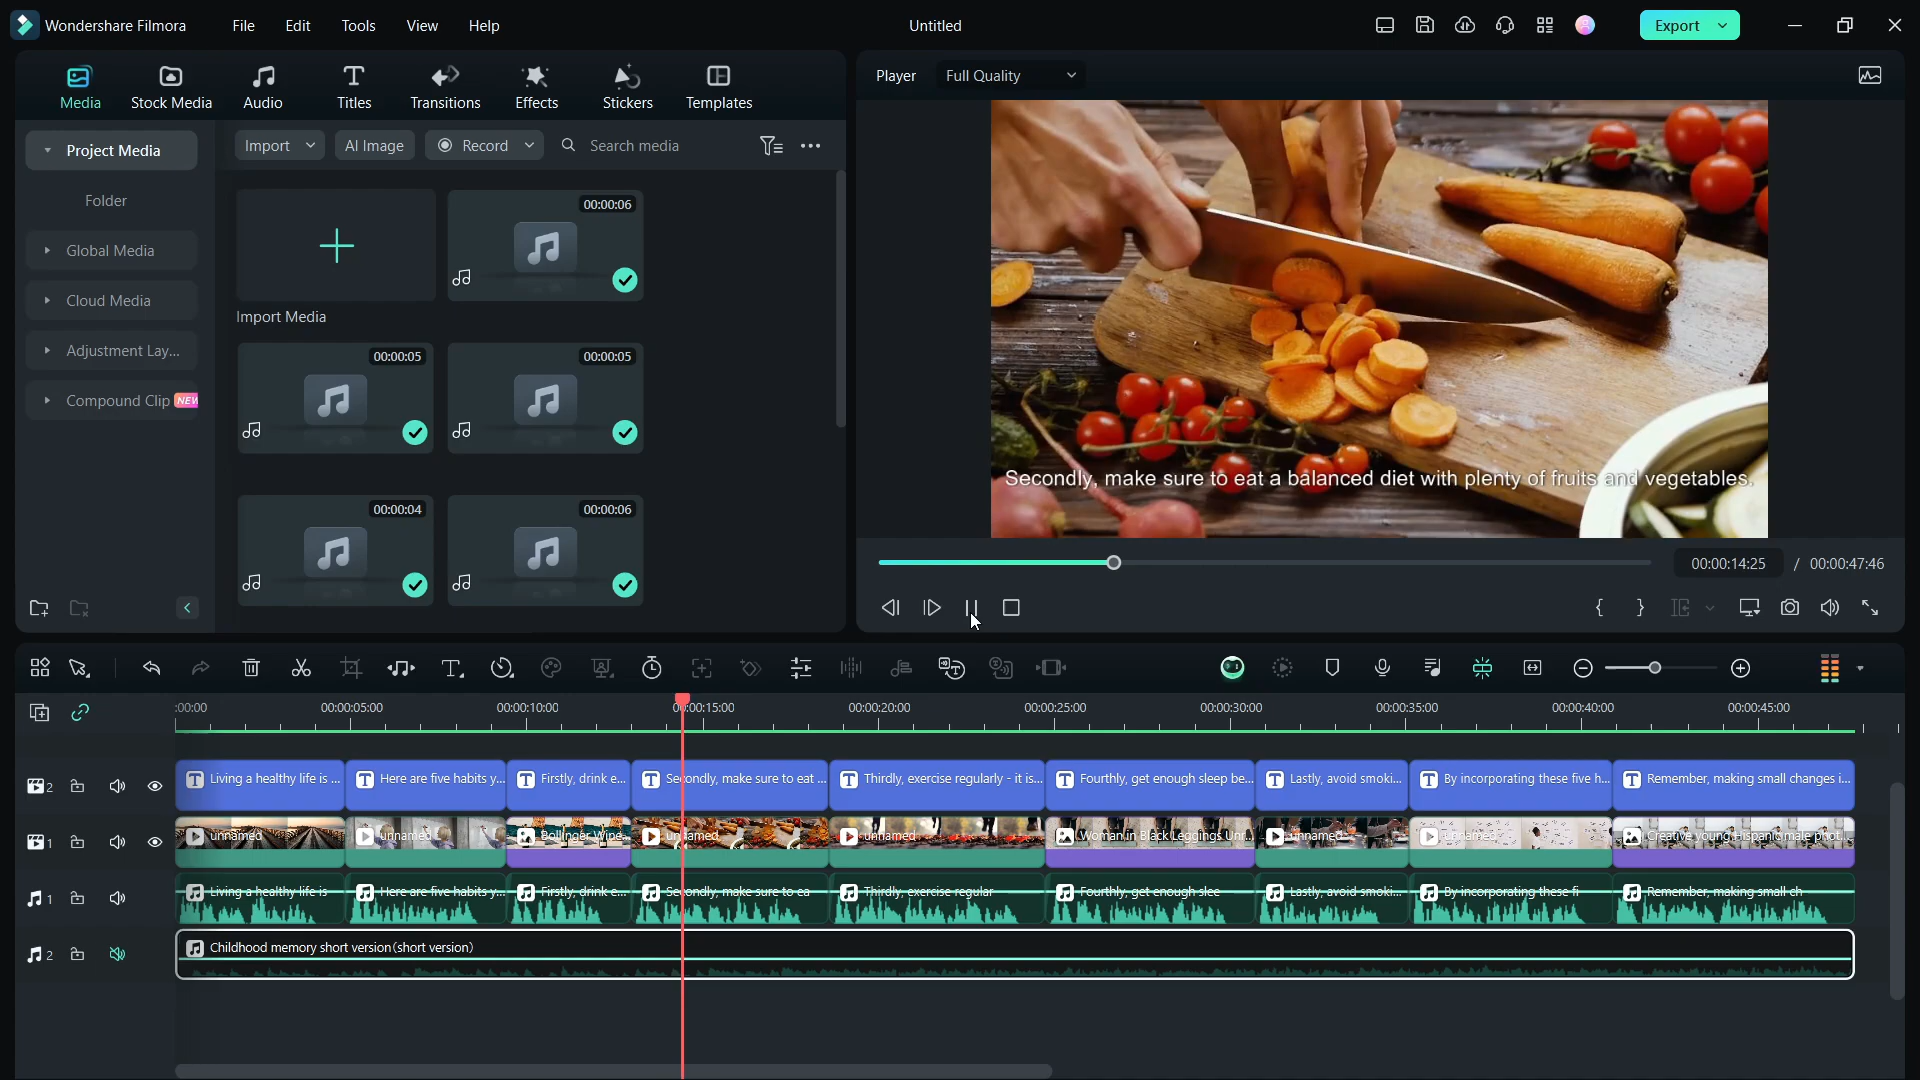 Wondershare Filmora
File
Edit
Tools
View
Help
Untitled
Export
Media
Stock Media
Audio
Titles
Transitions
Effects
Stickers
Templates
Player
Full Quality
Project Media
Import
AI Image
Record
Search media
Folder
Global Media
Cloud Media
Adjustment Lay...
Compound Clip NEW
00:00:06
Import Media
00:00:05
00:00:05
00:00:04
00:00:06
Secondly, make sure to eat a balanced diet with plenty of fruits and vegetables.
00:00:14:25 / 00:00:47:46
:00:00
00:00:05:00
00:00:10:00
00:00:15:00
00:00:20:00
00:00:25:00
00:00:30:00
00:00:35:00
00:00:40:00
00:00:45:00
2
Living a healthy life is ...
Here are five habits y...
Firstly, drink e...
Secondly, make sure to eat ...
Thirdly, exercise regularly - it is...
Fourthly, get enough sleep be...
Lastly, avoid smoki...
By incorporating these five h...
Remember, making small changes i...
1
unnamed
unnamed
Bollinger Wipe...
unnamed
unnamed
Woman in Black Leggings Unr...
unnamed
unnamed
Creative young Hispanic male phot...
1
Living a healthy life is
Here are five habits y...
Firstly, drink e...
Secondly, make sure to ea
Thirdly, exercise regular
Fourthly, get enough slee
Lastly, avoid smoki...
By incorporating these fi
Remember, making small ch
2
Childhood memory short version(short version)